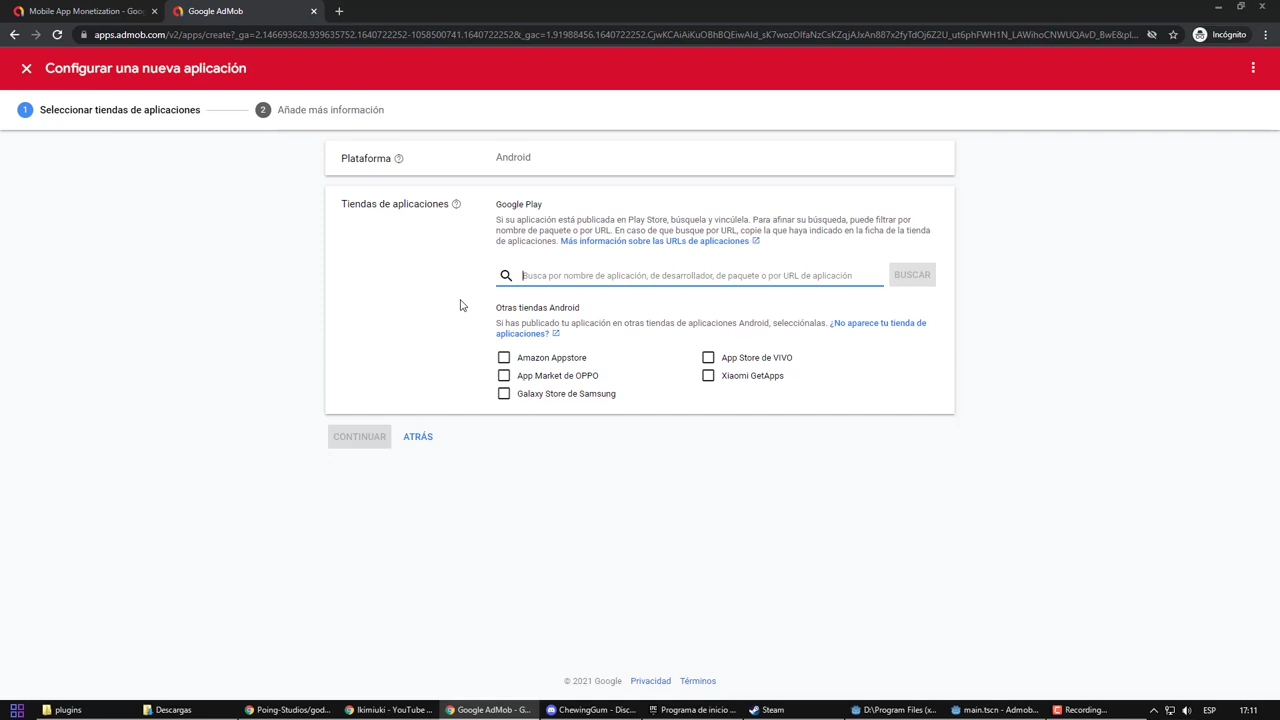 Mobile App Monetization - Goo
Google AdMob
apps.admob.com/v2/apps/create?_ga=2.146693628.939635752.1640722252-1058500741.1640722252&_gac=1.91988456.1640722252.
Incógnito
Configurar una nueva aplicación
1 Seleccionar tiendas de aplicaciones
2 Añade más información
Plataforma
Android
Tiendas de aplicaciones
Google Play
Si su aplicación está publicada en Play Store, búsquela y vincúlela. Para afinar su búsqueda, puede filtrar por
nombre de paquete o por URL. En caso de que busque por URL, copie la que haya indicado en la ficha de la tienda
de aplicaciones. Más información sobre las URLs de aplicaciones
Busca por nombre de aplicación, de desarrollador, de paquete o por URL de aplicación
BUSCAR
Otras tiendas Android
Si has publicado tu aplicación en otras tiendas de aplicaciones Android, selecciónalas. ¿No aparece tu tienda de
aplicaciones?
Amazon Appstore
App Store de VIVO
App Market de OPPO
Xiaomi GetApps
Galaxy Store de Samsung
CONTINUAR
ATRÁS
© 2021 Google Privacidad Términos
plugins
Descargas
Poing-Studios/god...
Ikimiuki - YouTube ...
Google AdMob - G...
ChewingGum - Disc...
Programa de inicio ...
Steam
D:\Program Files (x...
main.tscn - Admob...
Recording...
ESP
17:11